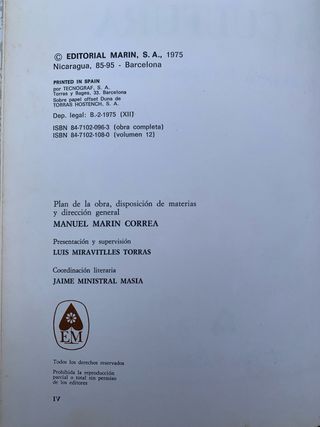 © EDITORIAL MARIN, S. A., 1975
Nicaragua, 85-95 - Barcelona
PRINTED IN SPAIN
por TECNOGRAF, S. A.
Torras y Bages, 33. Barcelona
Sobre papel offset Duna de
TORRAS HOSTENCH, S. A.
Dep. legal: B.-2-1975 (XII)
ISBN 84-7102-096-3 (obra completa)
ISBN 84-7102-108-0 (volumen 12)
Plan de la obra, disposición de materias
y dirección general
MANUEL MARIN CORREA
Presentación y supervisión
LUIS MIRAVITLLES TORRAS
Coordinación literaria
JAIME MINISTRAL MASIA
EM
Todos los derechos reservados
Prohibida la reproducción
parcial o total sin permiso
de los editores
IV